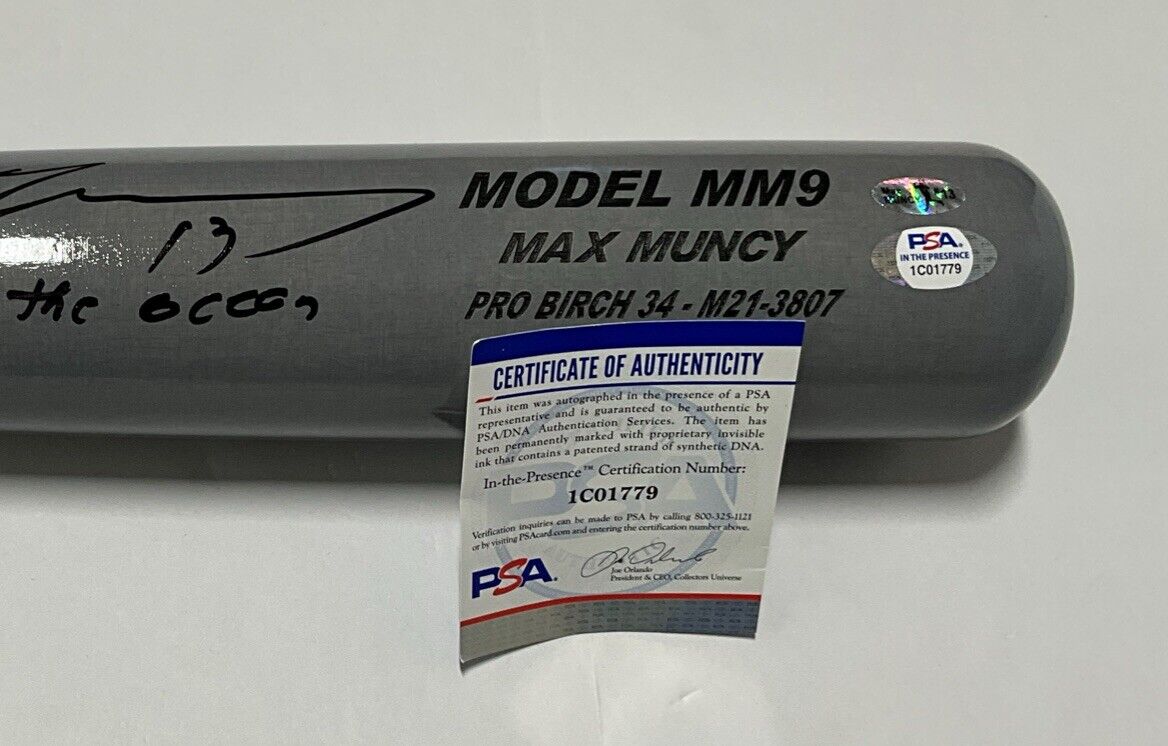 13
the ocean
MODEL MM9
MAX MUNCY
PRO BIRCH 34 - M21-3807
PSA
IN THE PRESENCE
1C01779
CERTIFICATE OF AUTHENTICITY
This item was autographed in the presence of a PSA
representative and is guaranteed to be authentic by
PSA/DNA Authentication Services. The item has
been permanently marked with proprietary invisible
ink that contains a patented strand of synthetic DNA.
In-the-Presence™ Certification Number:
1C01779
Verification inquiries can be made to PSA by calling 800-325-1121
or by visiting PSAcard.com and entering the certification number above.
PSA.
Joe Orlando
President & CEO, Collectors Universe